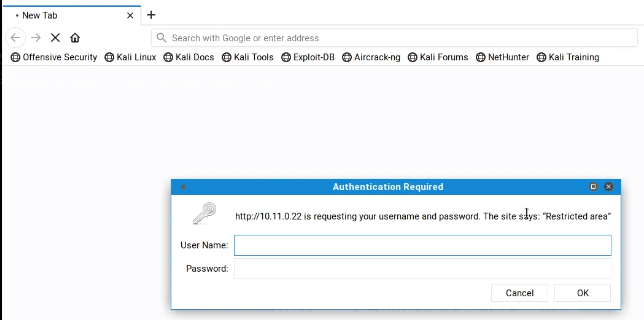 New Tab
Search with Google or enter address
Offensive Security Kali Linux Kali Docs Kali Tools Exploit-DB Aircrack-ng Kali Forums NetHunter Kali Training
Authentication Required
http://10.11.0.22 is requesting your username and password. The site says: “Restricted area”
User Name:
Password:
Cancel OK